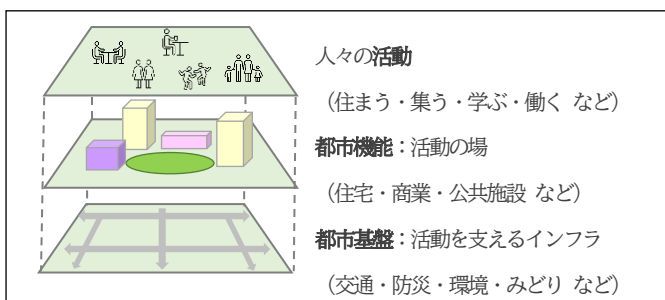 人々の活動
（住まう・集う・学ぶ・働く など）
都市機能：活動の場
（住宅・商業・公共施設 など）
都市基盤：活動を支えるインフラ
（交通・防災・環境・みどり など）